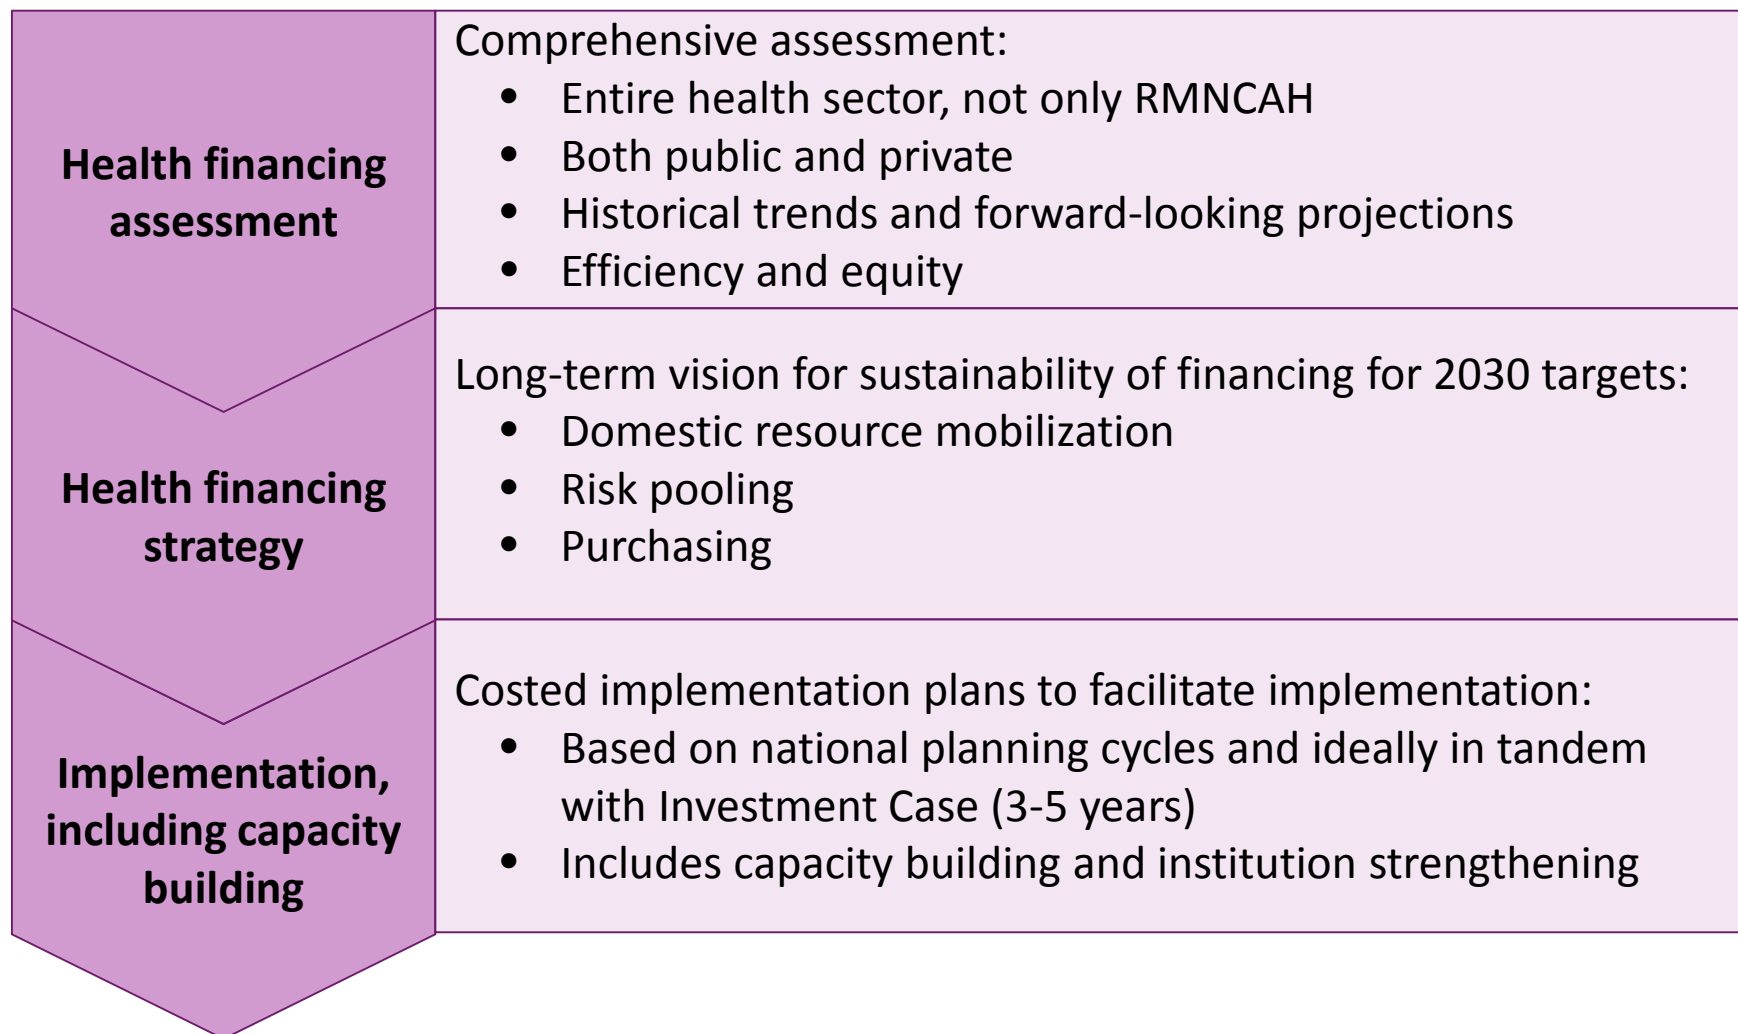 Health financing
assessment
Comprehensive assessment:
• Entire health sector, not only RMNCAH
• Both public and private
• Historical trends and forward-looking projections
• Efficiency and equity
Health financing
strategy
Long-term vision for sustainability of financing for 2030 targets:
• Domestic resource mobilization
• Risk pooling
• Purchasing
Implementation,
including capacity
building
Costed implementation plans to facilitate implementation:
• Based on national planning cycles and ideally in tandem
with Investment Case (3-5 years)
• Includes capacity building and institution strengthening